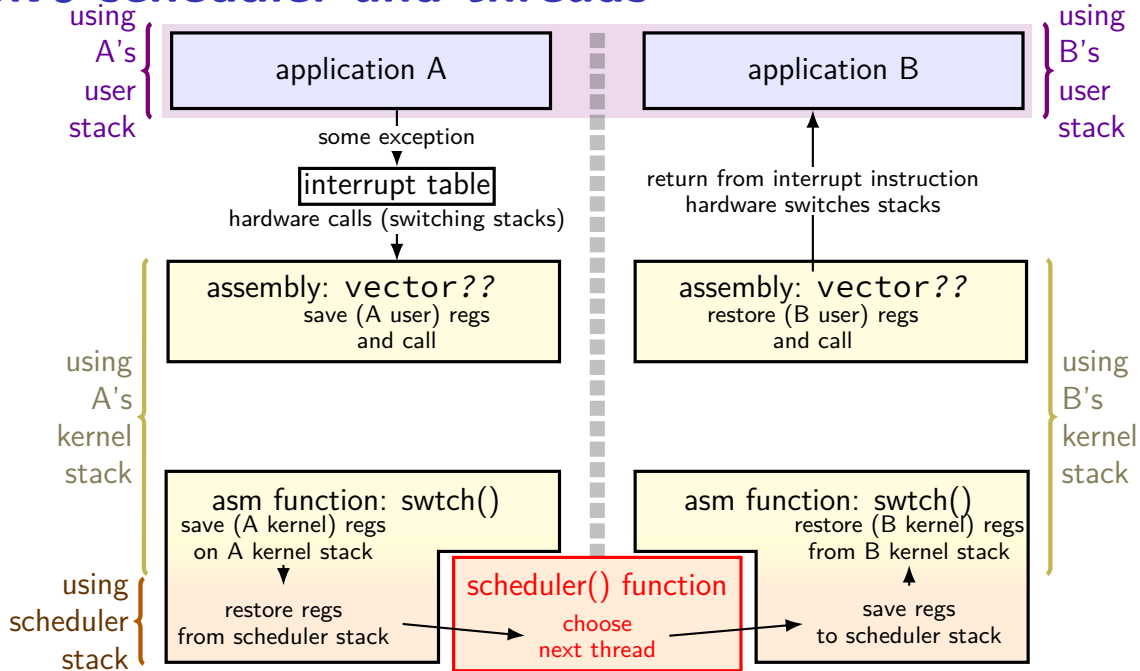 scheduler and threads
using
A's
user
stack
application A
application B
using
B's
user
stack
some exception
interrupt table
hardware calls (switching stacks)
return from interrupt instruction
hardware switches stacks
using
A's
kernel
stack
assembly: vector??
save (A user) regs
and call
assembly: vector??
restore (B user) regs
and call
using
B's
kernel
stack
asm function: swtch()
save (A kernel) regs
on A kernel stack
asm function: swtch()
restore (B kernel) regs
from B kernel stack
using
scheduler
stack
restore regs
from scheduler stack
scheduler() function
choose
next thread
save regs
to scheduler stack